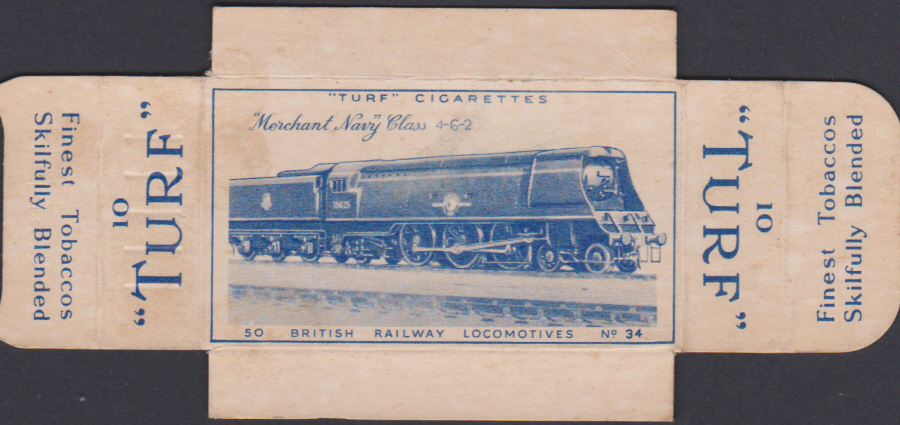 Finest Tobaccos
Skilfully Blended
10
"TURF"
"TURF" CIGARETTES
"Merchant Navy" Class 4-6-2
35025
50 BRITISH RAILWAY LOCOMOTIVES Nº 34
"TURF"
10
Finest Tobaccos
Skilfully Blended